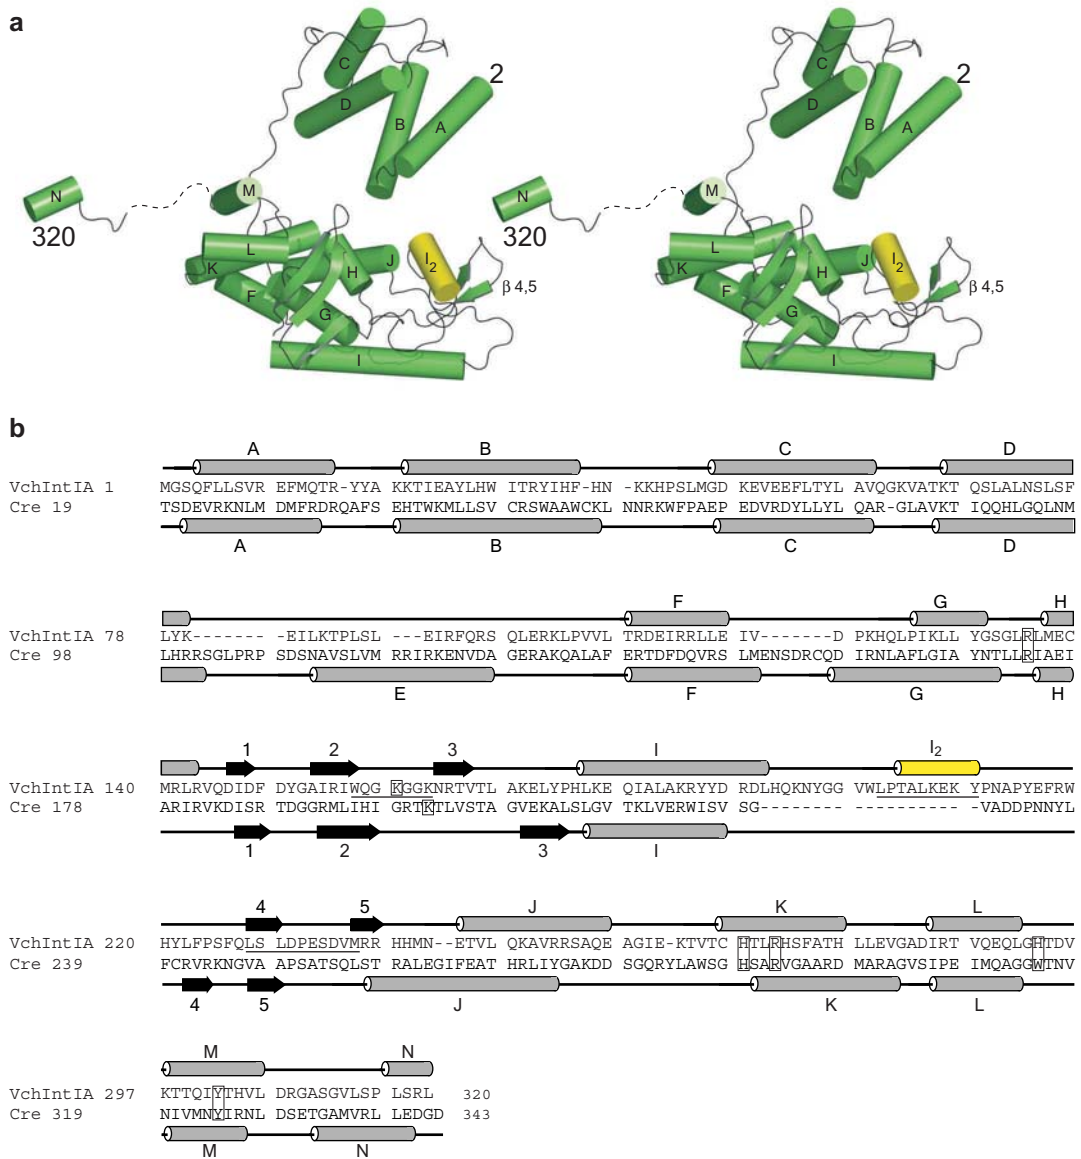 a
C
D
B
A
2
N
M
320
L
K
F
H
J
I2
β 4,5
G
I
C
D
B
A
2
N
M
320
L
K
F
H
J
I2
β 4,5
G
I
b
A B C D
VchIntIA 1 MGSQFLLSVR EFMQTR-YYA KKTIEAYLHW ITRYIHF-HN -KKHPSLMGD KEVEEFLTYL AVQGKVATKT QSLALNSLSF
Cre 19 TSDEVRKNLM DMFRDRQAFS EHTWKMLLSV CRSWAAWCKL NNRKWFPAEP EDVRDYLLYL QAR-GLAVKT IQQHLGQLNM
A B C D
F G H
VchIntIA 78 LYK------- -EILKTPLSL ---EIRFQRS QLERKLPVVL TRDEIRRLLE IV-------D PKHQLPIKLL YGSGLRLMEC
Cre 98 LHRRSGLPRP SDSNAVSLVM RRIRKENVDA GERAKQALAF ERTDFDQVRS LMENSDRCQD IRNLAFLGIA YNTLLRIAEI
E F G H
1 2 3 I I2
VchIntIA 140 MRLRVQDIDF DYGAIRIWQG KGGKNRTVTL AKELYPHLKE QIALAKRYYD RDLHQKNYGG VWLPTALKEK YPNAPYEFRW
Cre 178 ARIRVKDISR TDGGRMLIHI GRTKTLVSTA GVEKALSLGV TKLVERWISV SG-------- ---------- -VADDPNNYL
1 2 3 I
4 5 J K L
VchIntIA 220 HYLFPSFQLS LDPESDVMRR HHMN--ETVL QKAVRRSAQE AGIE-KTVTC HTLRHSFATH LLEVGADIRT VQEQLGHTDV
Cre 239 FCRVRKNGVA APSATSQLST RALEGIFEAT HRLIYGAKDD SGQRYLAWSG HSARVGAARD MARAGVSIPE IMQAGGWTNV
4 5 J K L
M N
VchIntIA 297 KTTQIYTHVL DRGASGVLSP LSRL 320
Cre 319 NIVMNYIRNL DSETGAMVRL LEDGD 343
M N